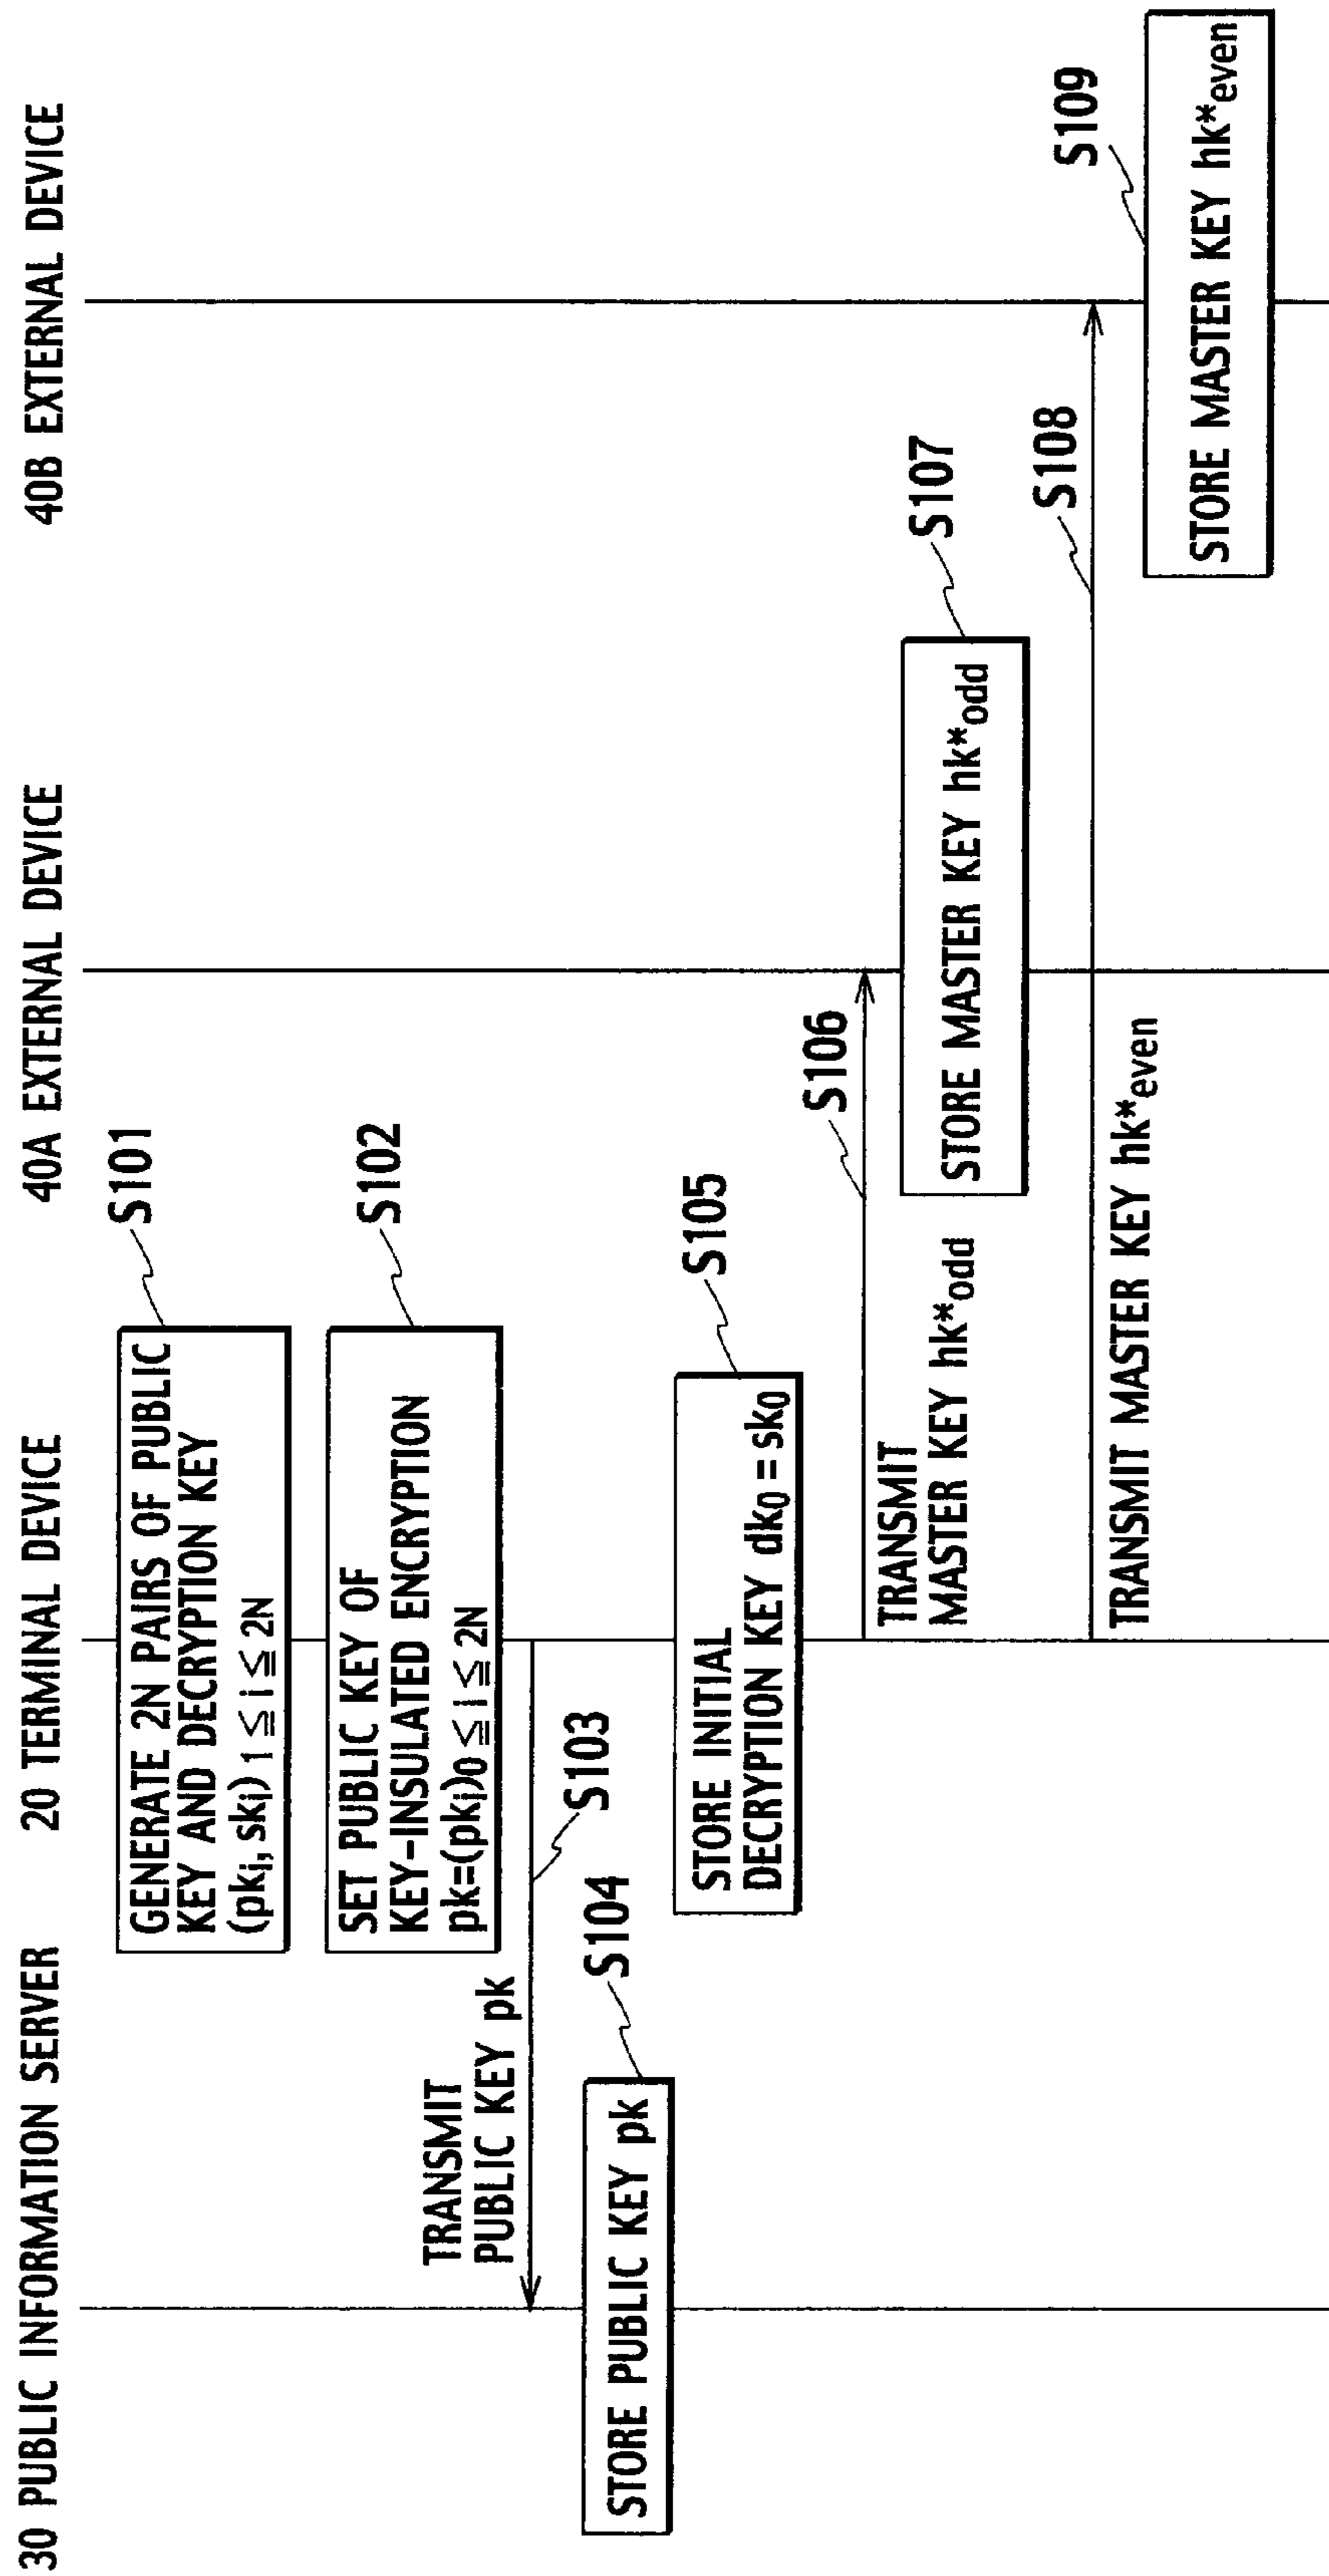 30 PUBLIC INFORMATION SERVER
20 TERMINAL DEVICE
40A EXTERNAL DEVICE
40B EXTERNAL DEVICE
S101
GENERATE 2N PAIRS OF PUBLIC
KEY AND DECRYPTION KEY
(pki, ski) 1≦i≦2N
S102
SET PUBLIC KEY OF
KEY-INSULATED ENCRYPTION
pk=(pki)0≦i≦2N
S103
TRANSMIT
PUBLIC KEY pk
S104
STORE PUBLIC KEY pk
S105
STORE INITIAL
DECRYPTION KEY dk0 = sk0
S106
TRANSMIT
MASTER KEY hk*odd
S107
STORE MASTER KEY hk*odd
S108
TRANSMIT MASTER KEY hk*even
S109
STORE MASTER KEY hk*even